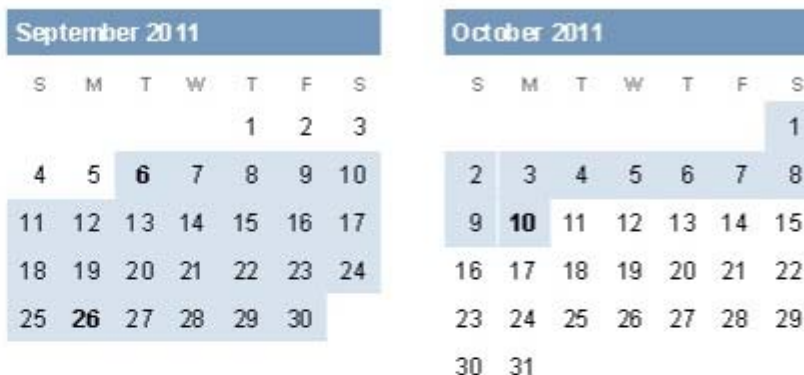 September 2011
S M T W T F S
1 2 3
4 5 6 7 8 9 10
11 12 13 14 15 16 17
18 19 20 21 22 23 24
25 26 27 28 29 30
October 2011
S M T W T F S
1
2 3 4 5 6 7 8
9 10 11 12 13 14 15
16 17 18 19 20 21 22
23 24 25 26 27 28 29
30 31